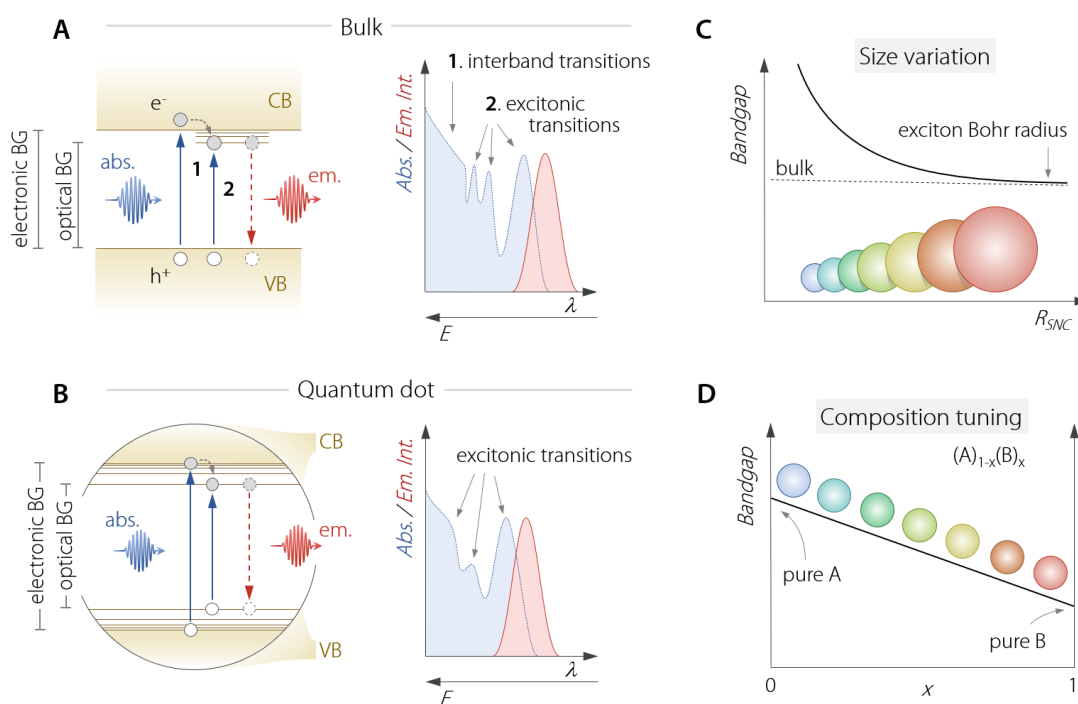 A
Bulk
CB
e⁻
electronic BG
optical BG
abs.
1
2
em.
h⁺
VB
Abs. / Em. Int.
1. interband transitions
2. excitonic
transitions
λ
E
C
Size variation
Bandgap
exciton Bohr radius
bulk
R_SNC
B
Quantum dot
CB
electronic BG
optical BG
abs.
em.
VB
Abs. / Em. Int.
excitonic transitions
λ
E
D
Composition tuning
(A)₁₋ₓ(B)ₓ
Bandgap
pure A
pure B
0
x
1